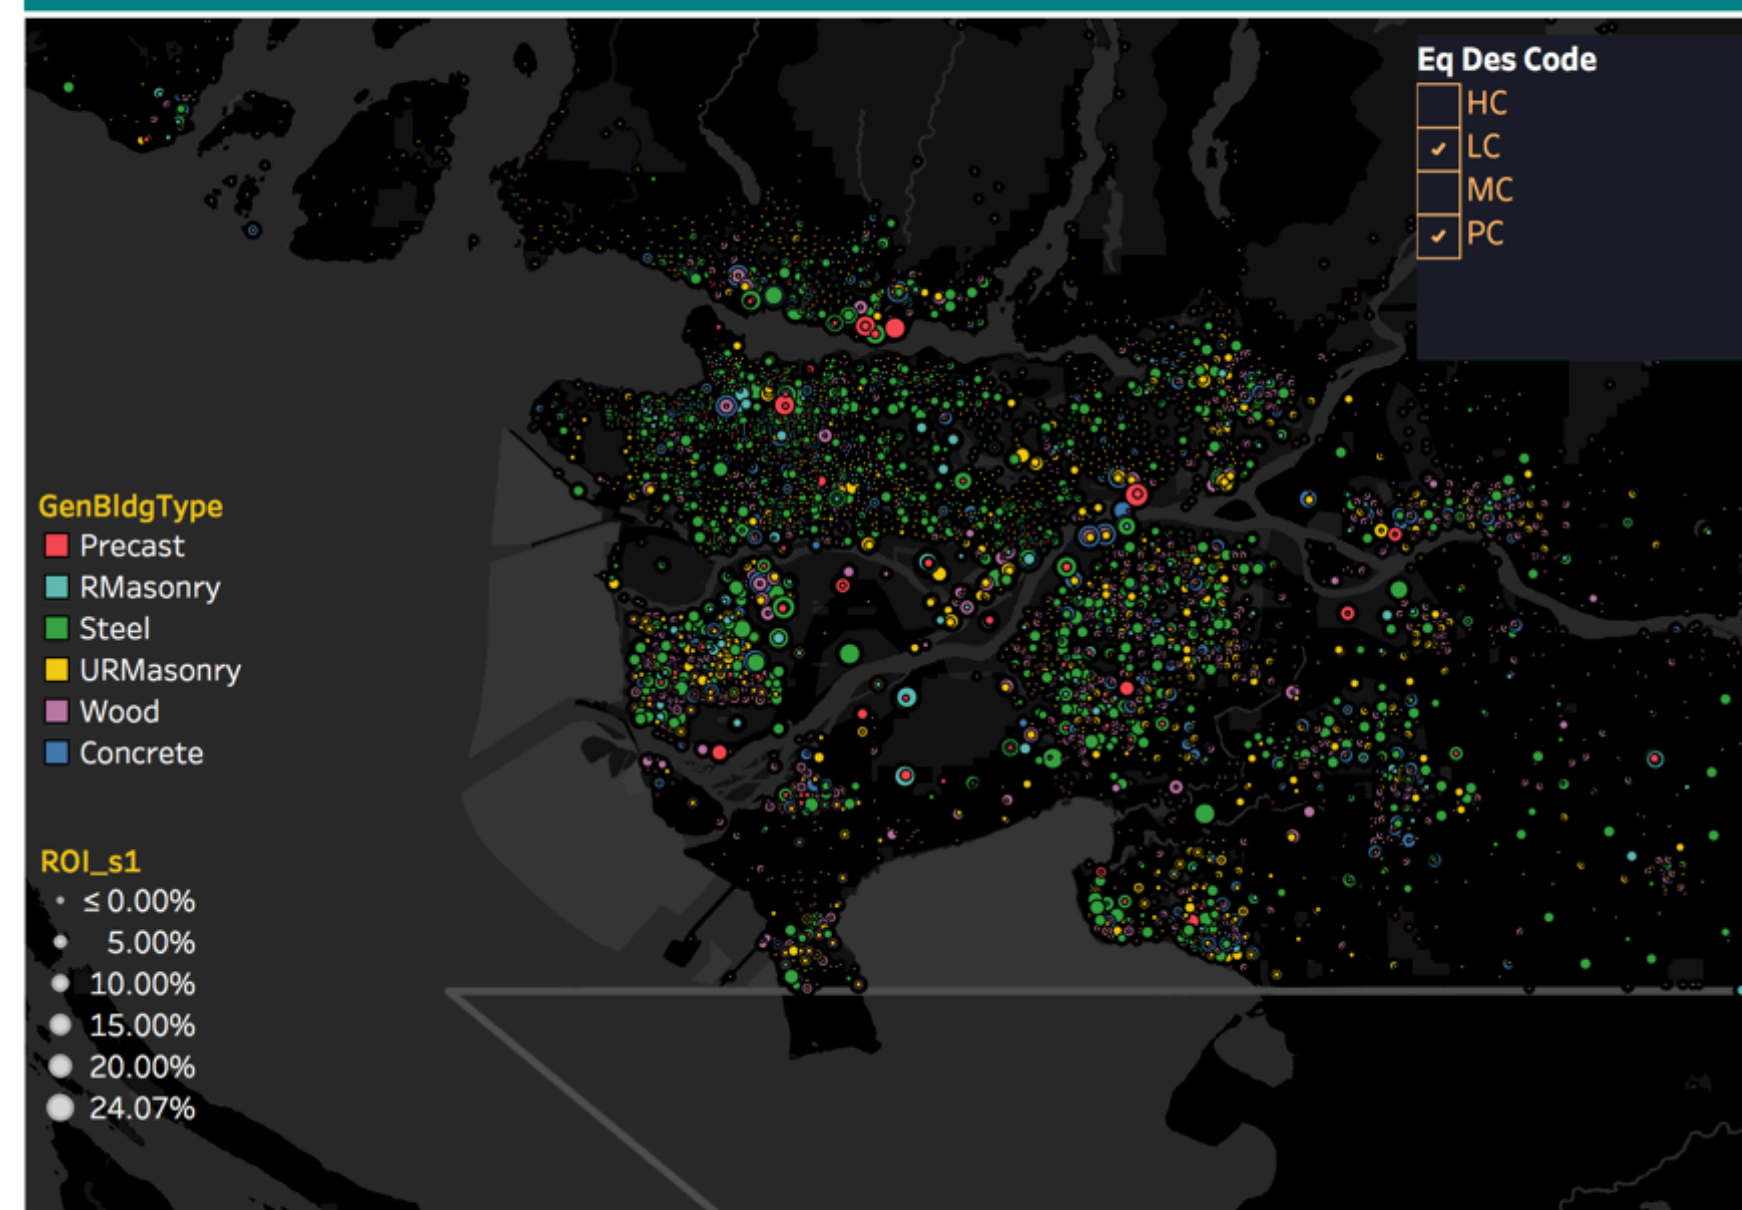 Eq Des Code
HC
LC
MC
PC
GenBldgType
Precast
RMasonry
Steel
URMasonry
Wood
Concrete
ROI_s1
≤ 0.00%
5.00%
10.00%
15.00%
20.00%
24.07%